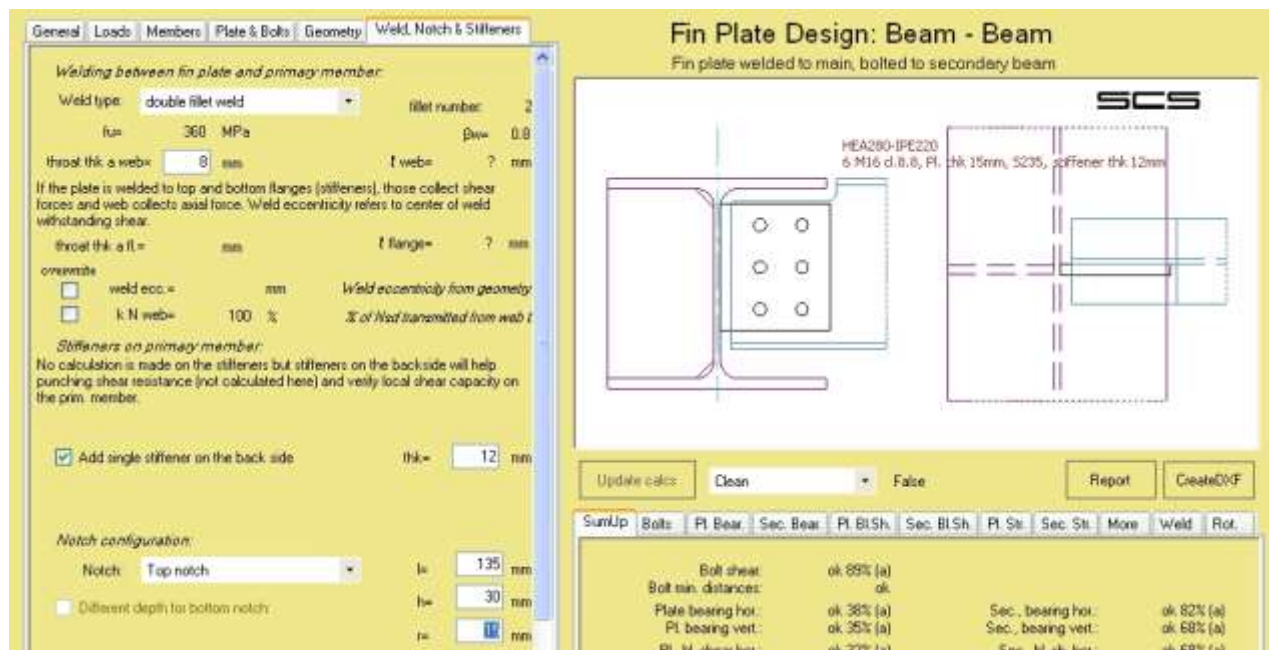 General Loads Members Plate & Bolts Geometry Weld, Notch & Stiffeners
Welding between fin plate and primary member:
Weld type: double fillet weld fillet number: 2
fu= 360 MPa βw= 0.8
throat thk a web= 8 mm ℓ web= ? mm
If the plate is welded to top and bottom flanges (stiffeners), those collect shear
forces and web collects axial force. Weld eccentricity refers to center of weld
withstanding shear.
throat thk a fl.= mm ℓ flange= ? mm
overwrite
weld ecc.= mm Weld eccentricity from geometry
k N web= 100 % % of Nsd transmitted from web
Stiffeners on primary member:
No calculation is made on the stiffeners but stiffeners on the backside will help
punching shear resistance (not calculated here) and verify local shear capacity on
the prim. member.
Add single stiffener on the back side thk= 12 mm
Notch configuration:
Notch: Top notch l= 135 mm
Different depth for bottom notch: h= 30 mm
r= mm
Fin Plate Design: Beam - Beam
Fin plate welded to main, bolted to secondary beam
SCS
HEA280-IPE220
6 M16 cl.8.8, Pl. thk 15mm, S235, stiffener thk 12mm
Update calcs Clean False Report CreateDXF
SumUp Bolts Pl. Bear. Sec. Bear. Pl. Bl.Sh. Sec. Bl.Sh. Pl. Str. Sec. Str. More Weld Rot.
Bolt shear: ok 89% (a)
Bolt min. distances: ok
Plate bearing hor.: ok 38% (a) Sec., bearing hor.: ok 82% (a)
Pl. bearing vert.: ok 35% (a) Sec., bearing vert.: ok 68% (a)